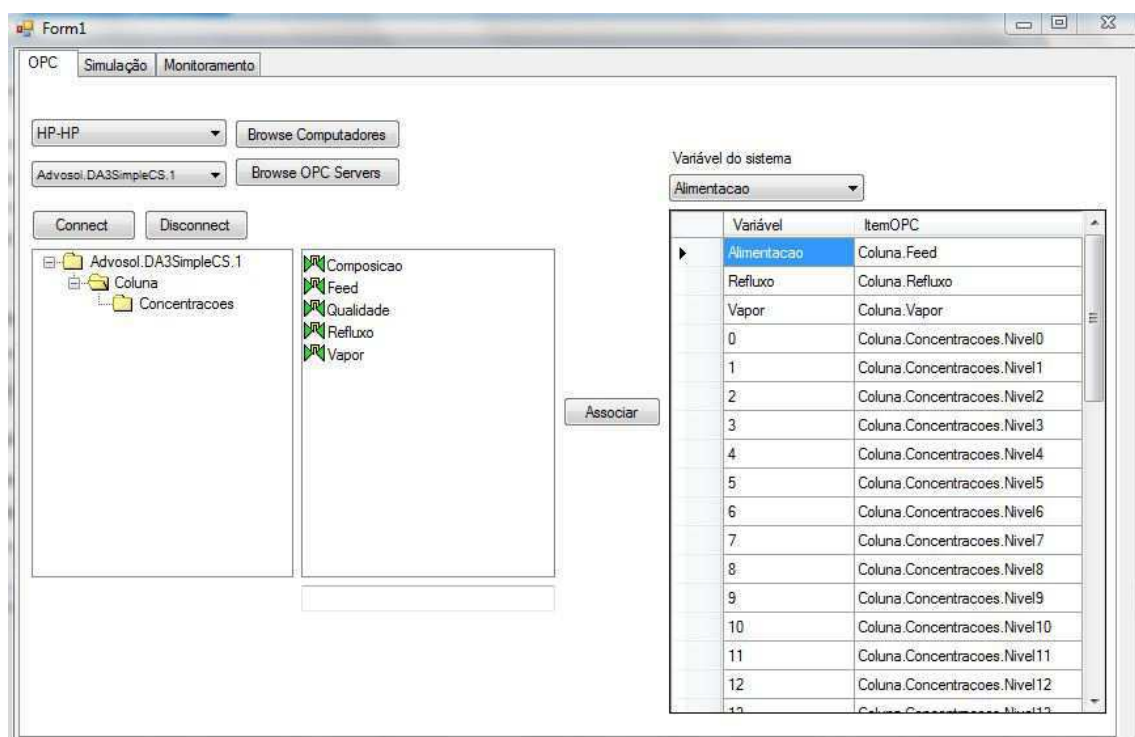 Form1
OPC Simulação Monitoramento
HP-HP Browse Computadores
Advosol.DA3SimpleCS.1 Browse OPC Servers
Connect Disconnect
Advosol.DA3SimpleCS.1
Coluna
Concentracoes
Composicao
Feed
Qualidade
Refluxo
Vapor
Associar
Variável do sistema
Alimentacao
Variável ItemOPC
Alimentacao Coluna.Feed
Refluxo Coluna.Refluxo
Vapor Coluna.Vapor
0 Coluna.Concentracoes.Nivel0
1 Coluna.Concentracoes.Nivel1
2 Coluna.Concentracoes.Nivel2
3 Coluna.Concentracoes.Nivel3
4 Coluna.Concentracoes.Nivel4
5 Coluna.Concentracoes.Nivel5
6 Coluna.Concentracoes.Nivel6
7 Coluna.Concentracoes.Nivel7
8 Coluna.Concentracoes.Nivel8
9 Coluna.Concentracoes.Nivel9
10 Coluna.Concentracoes.Nivel10
11 Coluna.Concentracoes.Nivel11
12 Coluna.Concentracoes.Nivel12